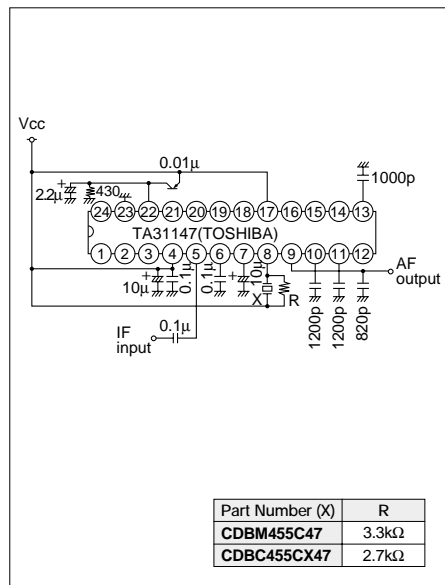 Vcc
0.01μ
2.2μ
+
430
1000p
24 23 22 21 20 19 18 17 16 15 14 13
TA31147(TOSHIBA)
1 2 3 4 5 6 7 8 9 10 11 12
+
10μ
0.1μ
0.1μ
+
10μ
X
R
AF
output
1200p
1200p
820p
IF
input
0.1μ
Part Number (X) R
CDBM455C47 3.3kΩ
CDBC455CX47 2.7kΩ